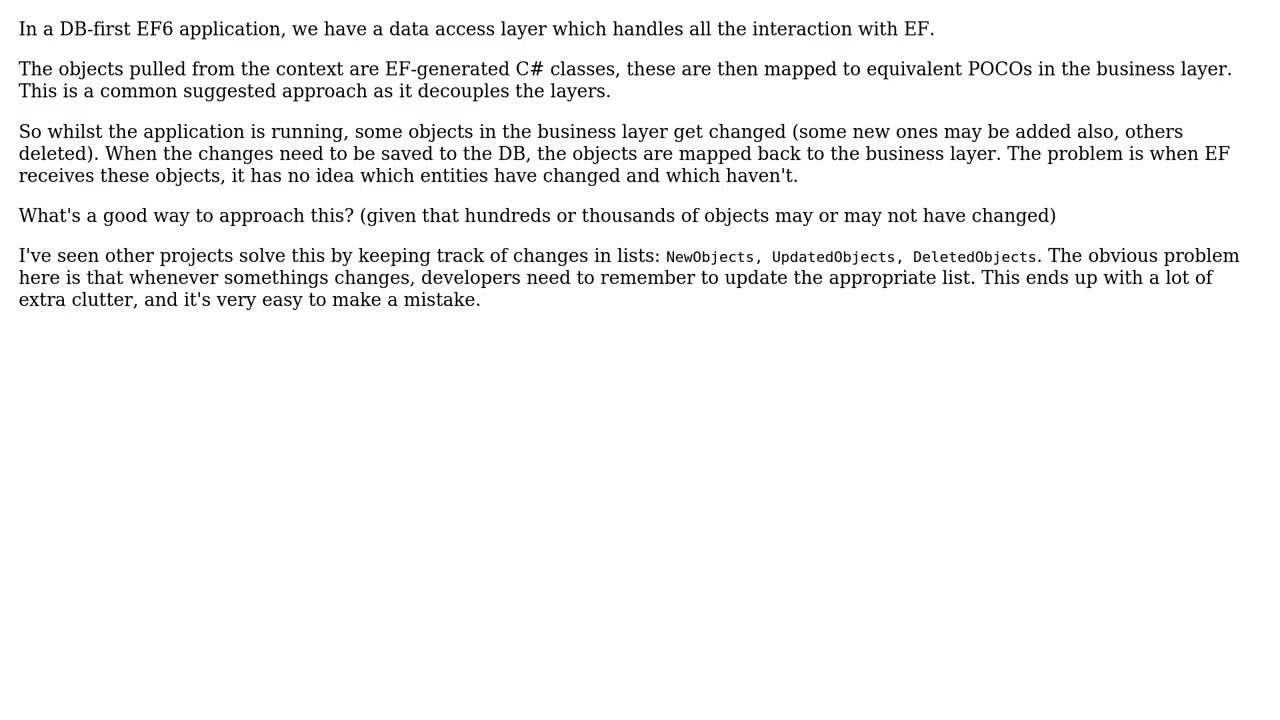 In a DB-first EF6 application, we have a data access layer which handles all the interaction with EF.
The objects pulled from the context are EF-generated C# classes, these are then mapped to equivalent POCOs in the business layer.
This is a common suggested approach as it decouples the layers.
So whilst the application is running, some objects in the business layer get changed (some new ones may be added also, others
deleted). When the changes need to be saved to the DB, the objects are mapped back to the business layer. The problem is when EF
receives these objects, it has no idea which entities have changed and which haven't.
What's a good way to approach this? (given that hundreds or thousands of objects may or may not have changed)
I've seen other projects solve this by keeping track of changes in lists: NewObjects, UpdatedObjects, DeletedObjects. The obvious problem
here is that whenever somethings changes, developers need to remember to update the appropriate list. This ends up with a lot of
extra clutter, and it's very easy to make a mistake.